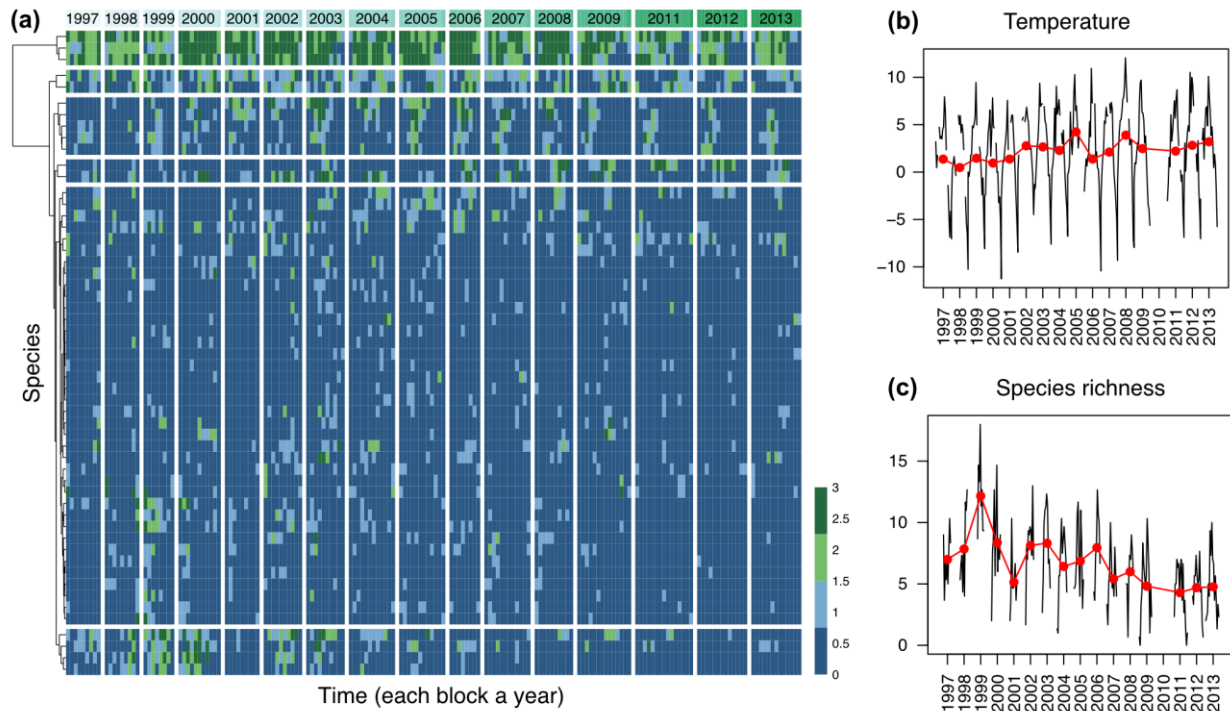 (a) 1997 1998 1999 2000 2001 2002 2003 2004 2005 2006 2007 2008 2009 2011 2012 2013
Species
Time (each block a year)
3
2.5
2
1.5
1
0.5
0
(b) Temperature
10
5
0
−5
−10
1997 1998 1999 2000 2001 2002 2003 2004 2005 2006 2007 2008 2009 2010 2011 2012 2013
(c) Species richness
15
10
5
0
1997 1998 1999 2000 2001 2002 2003 2004 2005 2006 2007 2008 2009 2010 2011 2012 2013